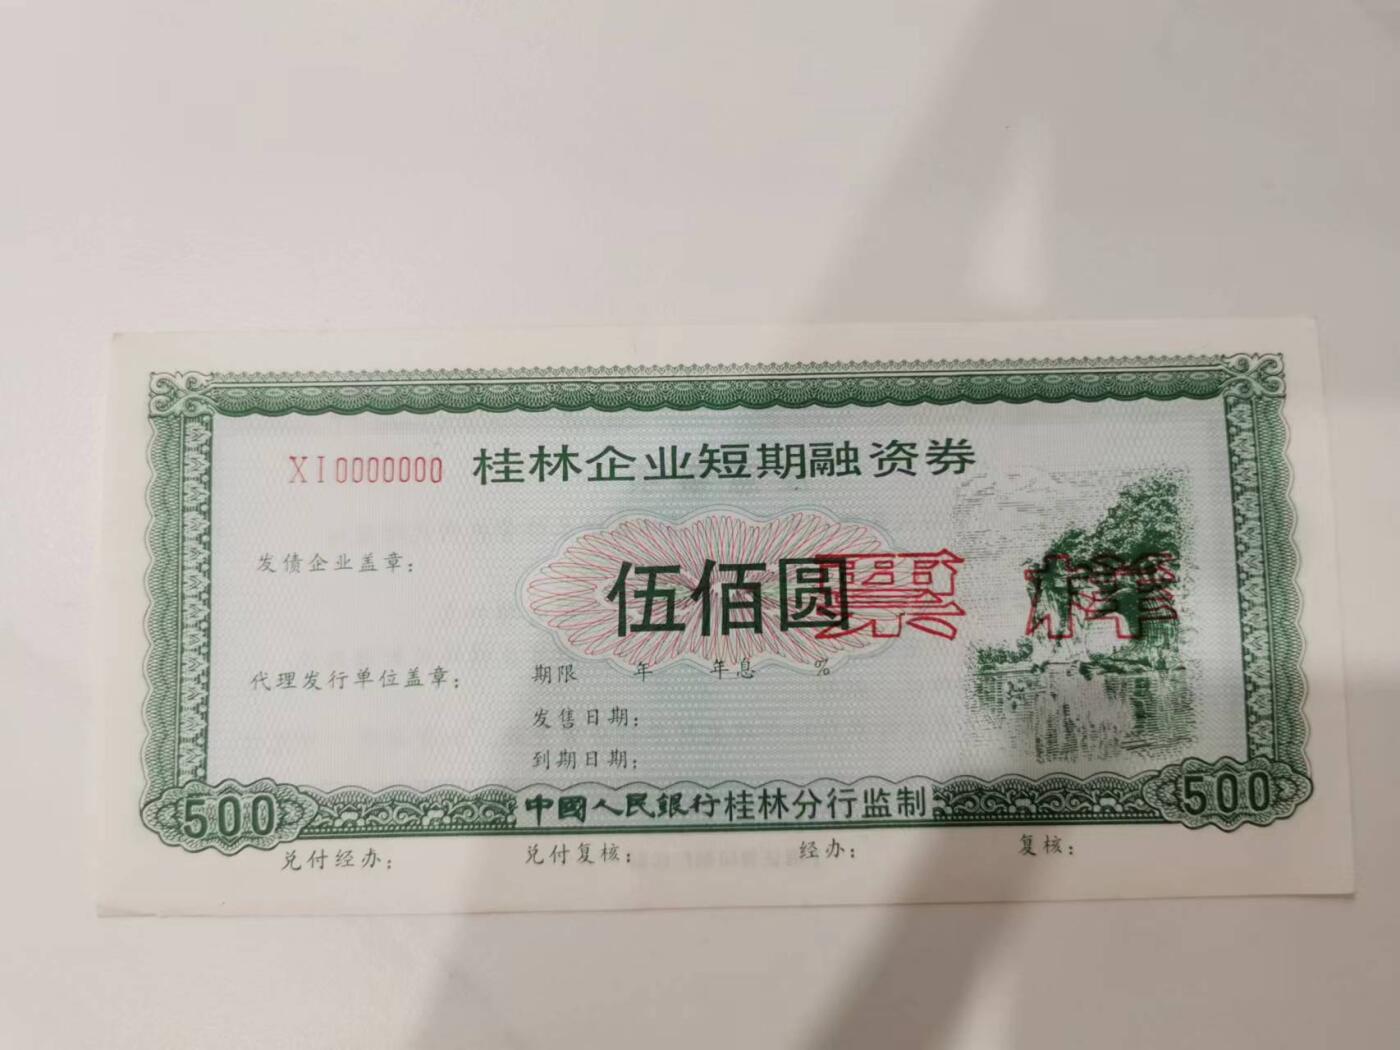 XI0000000 桂林企业短期融资券
发债企业盖章:
伍佰圆
票样
代理发行单位盖章:
期限 年 年息 %
发售日期:
到期日期:
500 中國人民銀行桂林分行监制 500
兑付经办: 兑付复核: 经办: 复核: